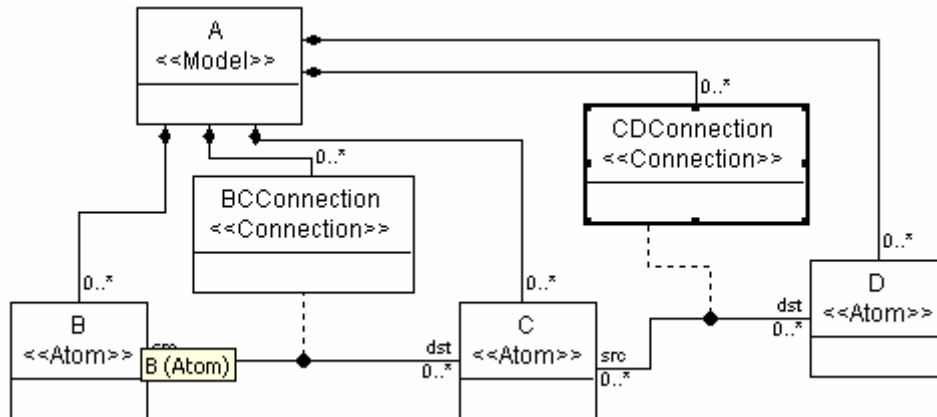 A
<<Model>>
0..*
CDConnection
<<Connection>>
0..*
BCConnection
<<Connection>>
0..*
0..*
0..*
B
<<Atom>>
B (Atom)
dst
0..*
C
<<Atom>>
src
0..*
dst
0..*
D
<<Atom>>